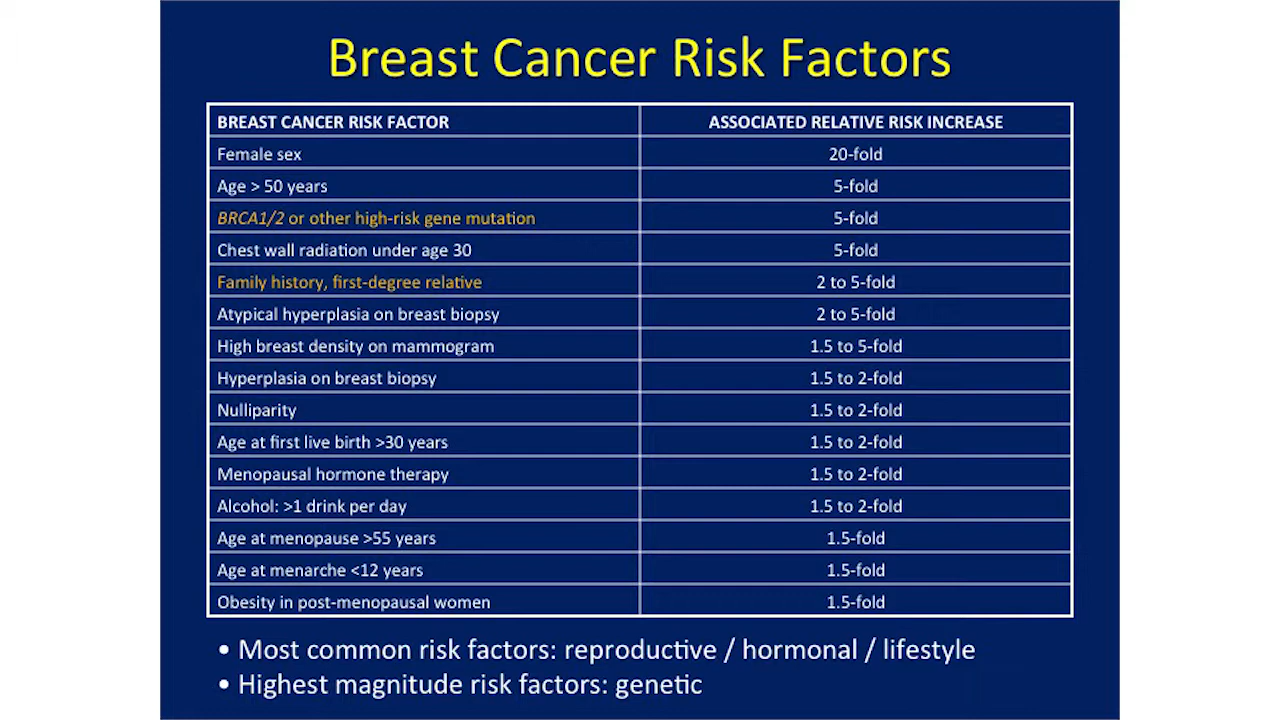 Breast Cancer Risk Factors
BREAST CANCER RISK FACTOR ASSOCIATED RELATIVE RISK INCREASE
Female sex 20-fold
Age > 50 years 5-fold
BRCA1/2 or other high-risk gene mutation 5-fold
Chest wall radiation under age 30 5-fold
Family history, first-degree relative 2 to 5-fold
Atypical hyperplasia on breast biopsy 2 to 5-fold
High breast density on mammogram 1.5 to 5-fold
Hyperplasia on breast biopsy 1.5 to 2-fold
Nulliparity 1.5 to 2-fold
Age at first live birth >30 years 1.5 to 2-fold
Menopausal hormone therapy 1.5 to 2-fold
Alcohol: >1 drink per day 1.5 to 2-fold
Age at menopause >55 years 1.5-fold
Age at menarche <12 years 1.5-fold
Obesity in post-menopausal women 1.5-fold
• Most common risk factors: reproductive / hormonal / lifestyle
• Highest magnitude risk factors: genetic